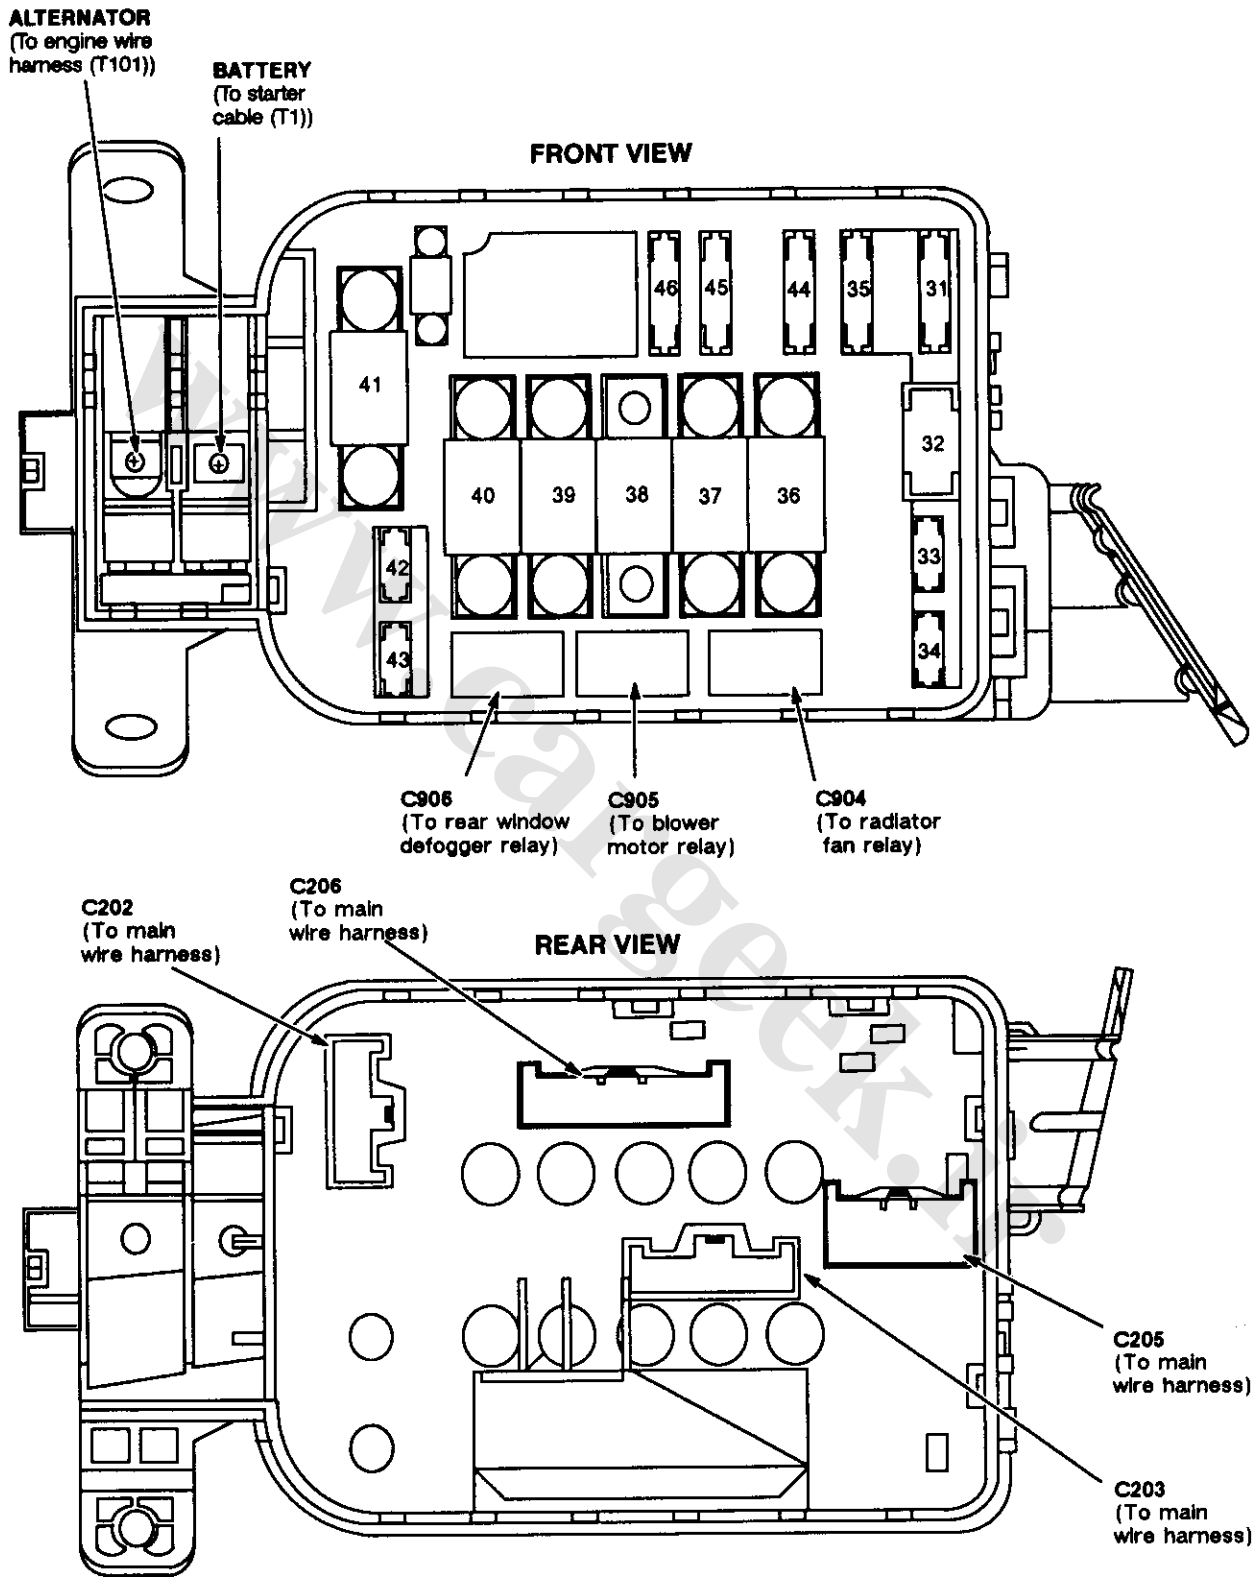 ALTERNATOR
(To engine wire
harness (T101))
BATTERY
(To starter
cable (T1))
FRONT VIEW
46
45
44
35
31
41
32
40
39
38
37
36
42
33
43
34
C906
(To rear window
defogger relay)
C905
(To blower
motor relay)
C904
(To radiator
fan relay)
C206
(To main
wire harness)
C202
(To main
wire harness)
REAR VIEW
C205
(To main
wire harness)
C203
(To main
wire harness)
www.cargeek.ir